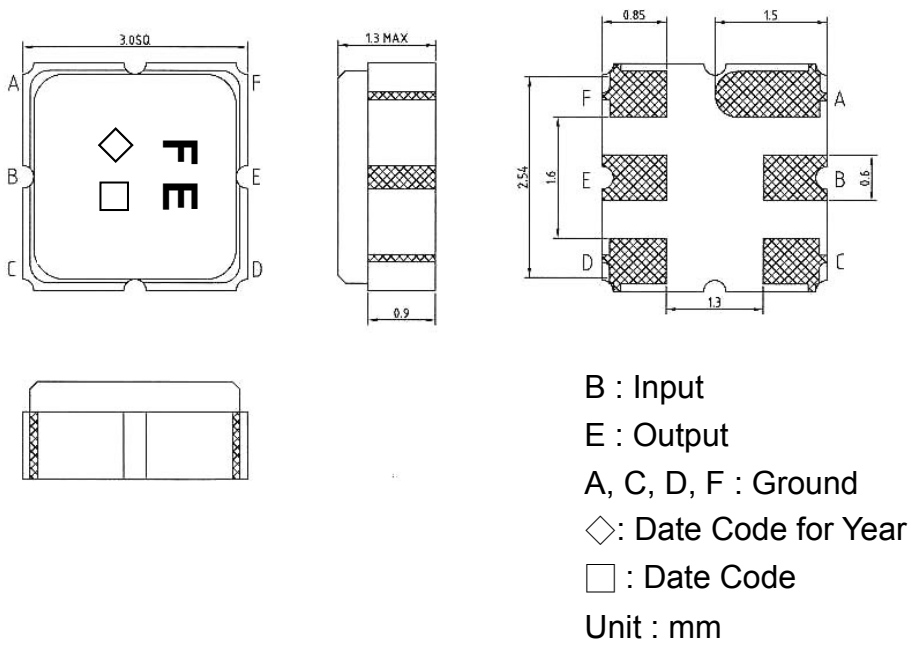 3.0SQ.
A
F
B
E
C
D
F
E
1.3 MAX
0.9
0.85
1.5
F
A
E
B
D
C
2.54
1.6
0.6
1.3
B : Input
E : Output
A, C, D, F : Ground
◇: Date Code for Year
□ : Date Code
Unit : mm